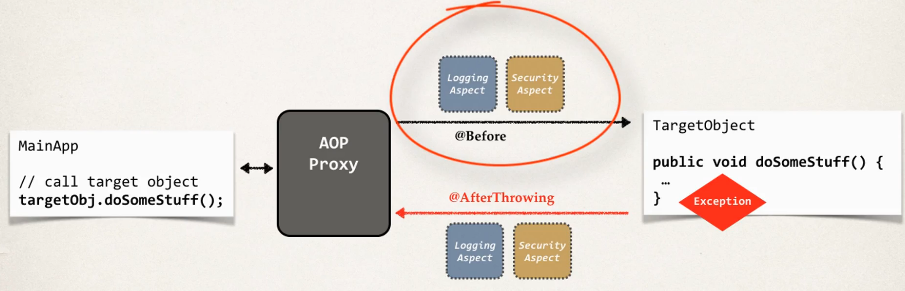 MainApp
// call target object
targetObj.doSomeStuff();
AOP
Proxy
Logging
Aspect
Security
Aspect
@Before
@AfterThrowing
Logging
Aspect
Security
Aspect
TargetObject
public void doSomeStuff() {
…
}
Exception